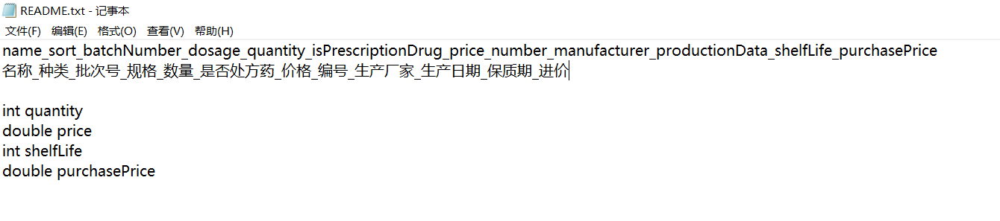 README.txt - 记事本
文件(F) 编辑(E) 格式(O) 查看(V) 帮助(H)
name_sort_batchNumber_dosage_quantity_isPrescriptionDrug_price_number_manufacturer_productionData_shelfLife_purchasePrice
名称_种类_批次号_规格_数量_是否处方药_价格_编号_生产厂家_生产日期_保质期_进价
int quantity
double price
int shelfLife
double purchasePrice